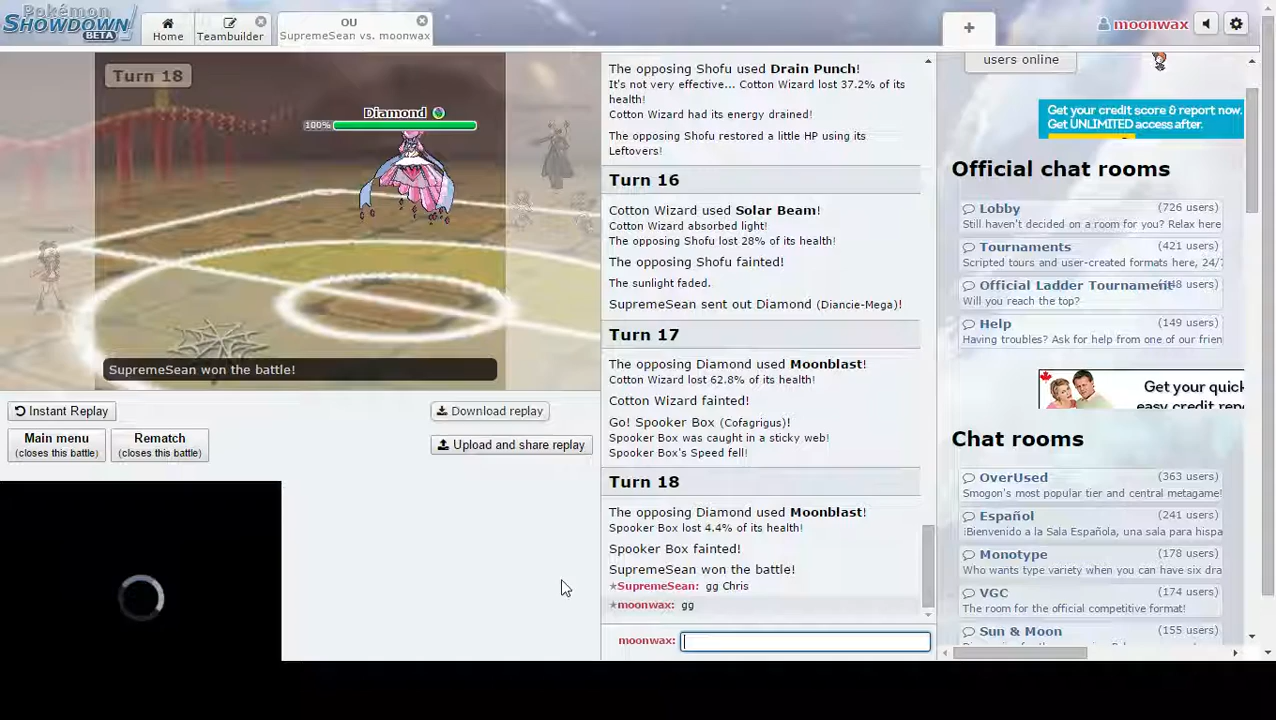 Pokémon
SHOWDOWN
BETA
Home
Teambuilder
OU
SupremeSean vs. moonwax
+
moonwax
Turn 18
Diamond
100%
SupremeSean won the battle!
Instant Replay
Download replay
Main menu
(closes this battle)
Rematch
(closes this battle)
Upload and share replay
The opposing Shofu used Drain Punch!
It's not very effective... Cotton Wizard lost 37.2% of its
health!
Cotton Wizard had its energy drained!
The opposing Shofu restored a little HP using its
Leftovers!
Turn 16
Cotton Wizard used Solar Beam!
Cotton Wizard absorbed light!
The opposing Shofu lost 28% of its health!
The opposing Shofu fainted!
The sunlight faded.
SupremeSean sent out Diamond (Diancie-Mega)!
Turn 17
The opposing Diamond used Moonblast!
Cotton Wizard lost 62.8% of its health!
Cotton Wizard fainted!
Go! Spooker Box (Cofagrigus)!
Spooker Box was caught in a sticky web!
Spooker Box's Speed fell!
Turn 18
The opposing Diamond used Moonblast!
Spooker Box lost 4.4% of its health!
Spooker Box fainted!
SupremeSean won the battle!
★SupremeSean: gg Chris
★moonwax: gg
moonwax:
users online
Get your credit score & report now.
Get UNLIMITED access after.
Official chat rooms
Lobby (726 users)
Still haven't decided on a room for you? Relax here
Tournaments (421 users)
Scripted tours and user-created formats here, 24/7
Official Ladder Tournament 48 users)
Will you reach the top?
Help (149 users)
Having troubles? Ask for help from one of our frien
Get your quick
easy credit rep
Chat rooms
OverUsed (363 users)
Smogon's most popular tier and central metagame!
Español (241 users)
¡Bienvenido a la Sala Española, una sala para hispa
Monotype (178 users)
Who wants type variety when you can have six dra
VGC (174 users)
The room for the official competitive format!
Sun & Moon (155 users)